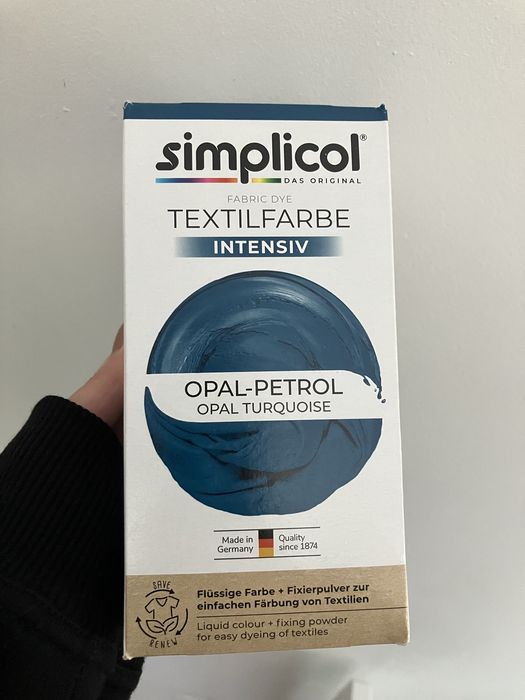 simplicol®
DAS ORIGINAL
FABRIC DYE
TEXTILFARBE
INTENSIV
OPAL-PETROL
OPAL TURQUOISE
Made in
Germany
Quality
since 1874
SAVE
RENEW
Flüssige Farbe + Fixierpulver zur
einfachen Färbung von Textilien
Liquid colour + fixing powder
for easy dyeing of textiles